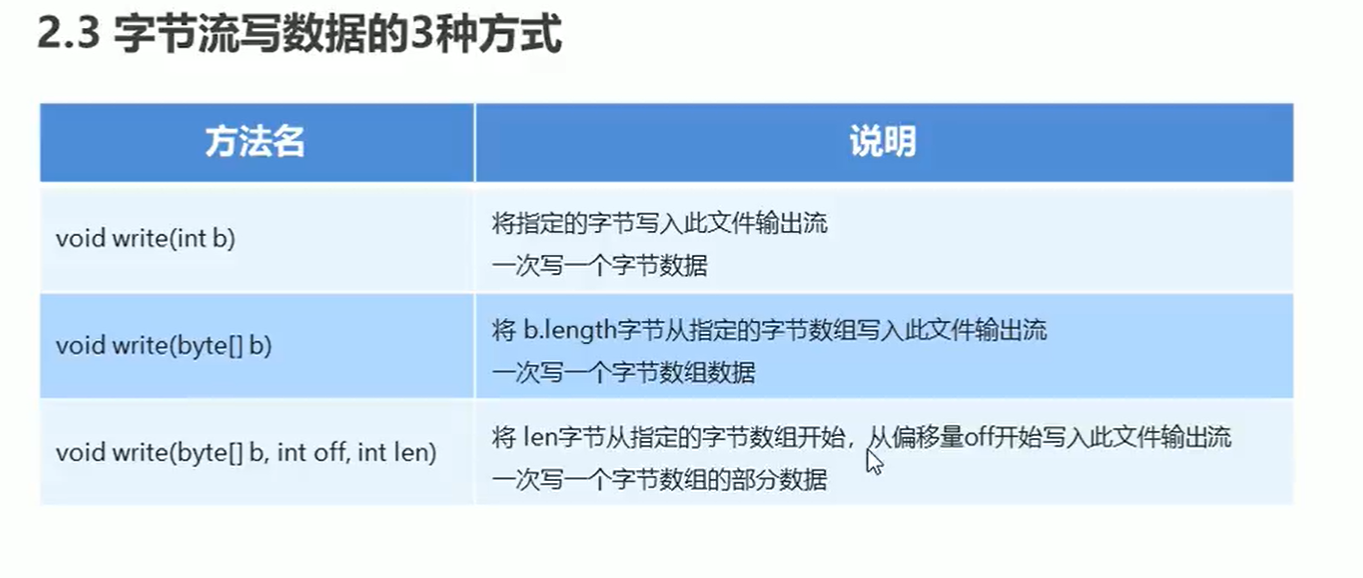 2.3 字节流写数据的3种方式
方法名
说明
void write(int b)
将指定的字节写入此文件输出流
一次写一个字节数据
void write(byte[] b)
将 b.length字节从指定的字节数组写入此文件输出流
一次写一个字节数组数据
void write(byte[] b, int off, int len)
将 len字节从指定的字节数组开始，从偏移量off开始写入此文件输出流
一次写一个字节数组的部分数据